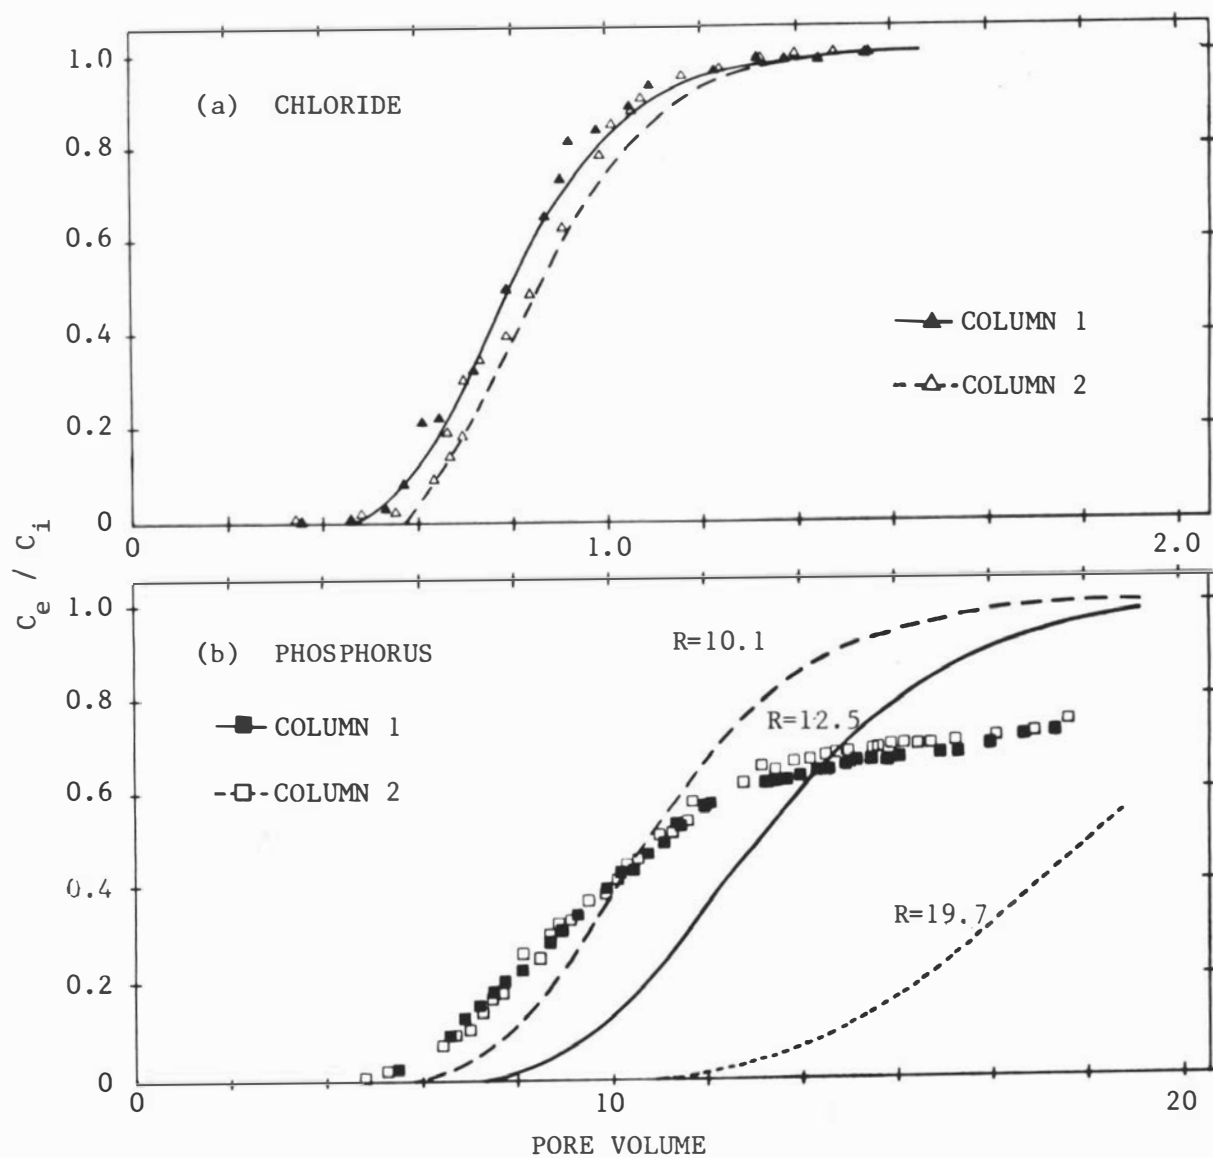 1.0
(a) CHLORIDE
0.8
0.6
0.4
COLUMN 1
COLUMN 2
0.2
0
0 1.0 2.0
C_e / C_i
1.0
(b) PHOSPHORUS
R=10.1
0.8
COLUMN 1
R=12.5
0.6
COLUMN 2
0.4
R=19.7
0.2
0
0 10 20
PORE VOLUME